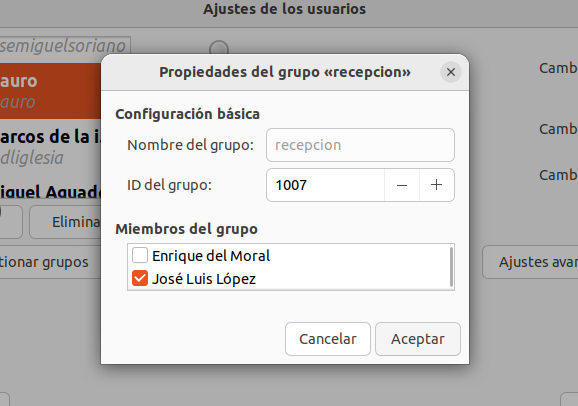 Ajustes de los usuarios
semiguelsoriano
auro
auro
arcos de la i
dliglesia
iguel Aguado
Elimina
tionar grupos
Camb
Camb
Camb
Ajustes avan
Propiedades del grupo «recepcion»
Configuración básica
Nombre del grupo: recepcion
ID del grupo: 1007
Miembros del grupo
Enrique del Moral
José Luis López
Cancelar Aceptar